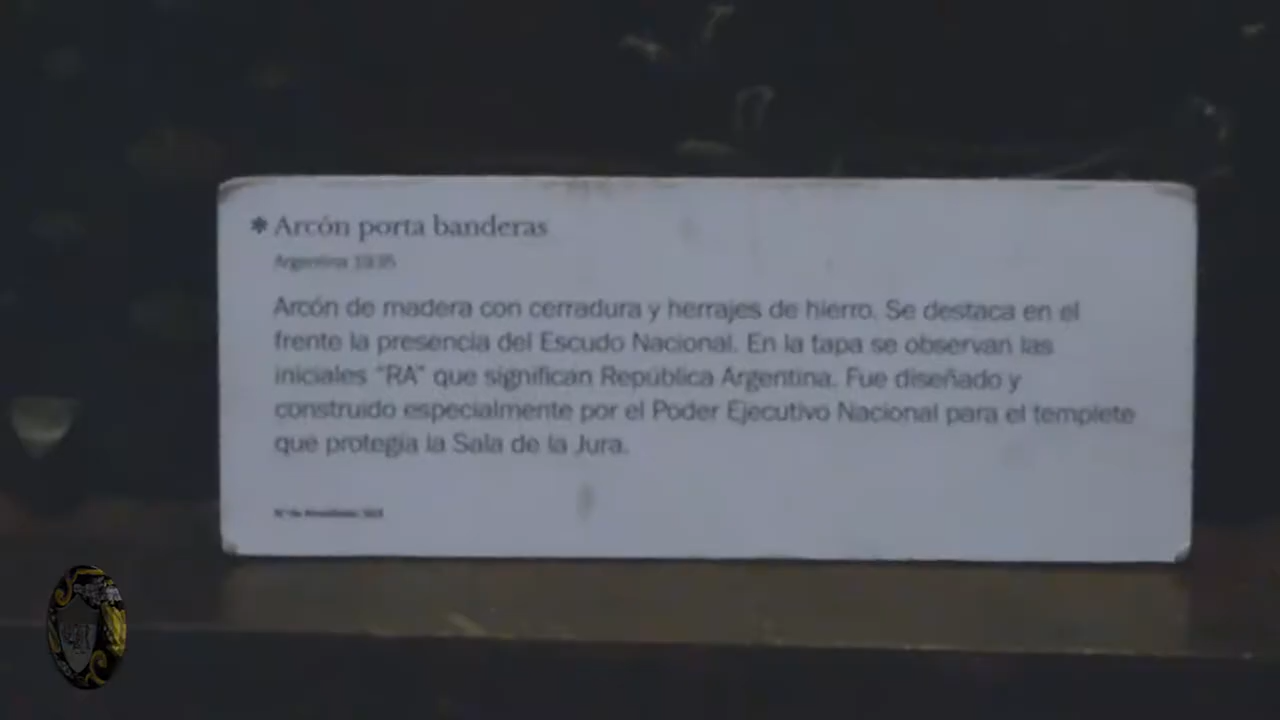 * Arcón porta banderas
Argentina
Arcón de madera con cerradura y herrajes de hierro. Se destaca en el
frente la presencia del Escudo Nacional. En la tapa se observan las
iniciales "RA" que significan República Argentina. Fue diseñado y
construido especialmente por el Poder Ejecutivo Nacional para el templete
que protegía la Sala de la Jura.